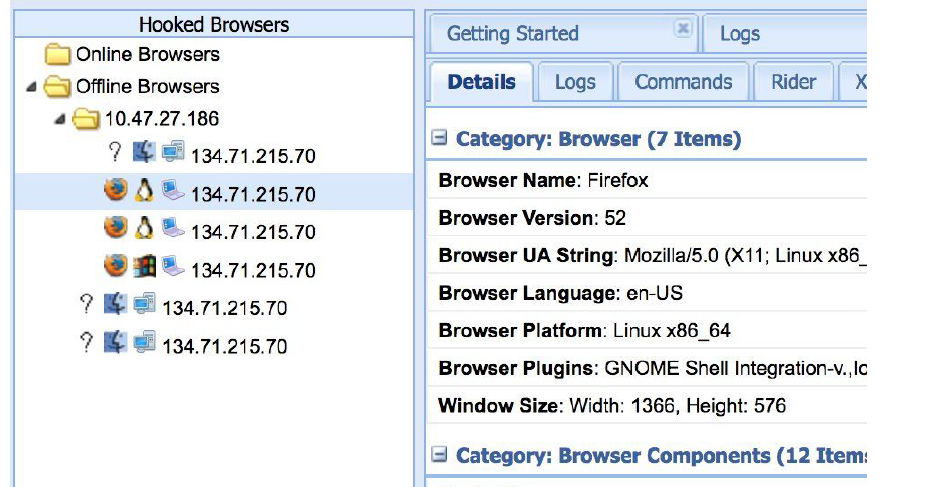 Hooked Browsers
Online Browsers
Offline Browsers
10.47.27.186
? 134.71.215.70
134.71.215.70
134.71.215.70
134.71.215.70
? 134.71.215.70
? 134.71.215.70
Getting Started Logs
Details Logs Commands Rider X
Category: Browser (7 Items)
Browser Name: Firefox
Browser Version: 52
Browser UA String: Mozilla/5.0 (X11; Linux x86_
Browser Language: en-US
Browser Platform: Linux x86_64
Browser Plugins: GNOME Shell Integration-v.,Ic
Window Size: Width: 1366, Height: 576
Category: Browser Components (12 Items